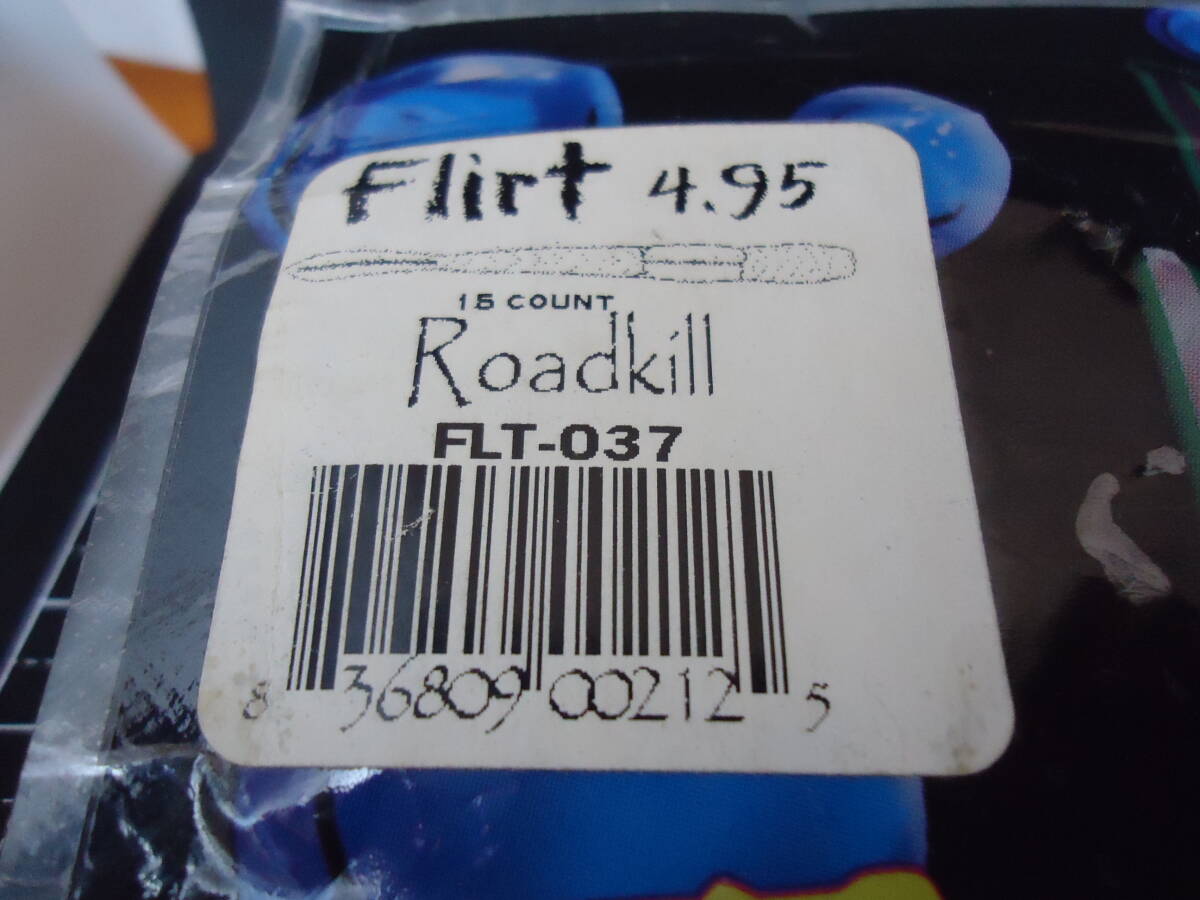 Flirt 4.95
15 COUNT
Roadkill
FLT-037
8 36809 00212 5